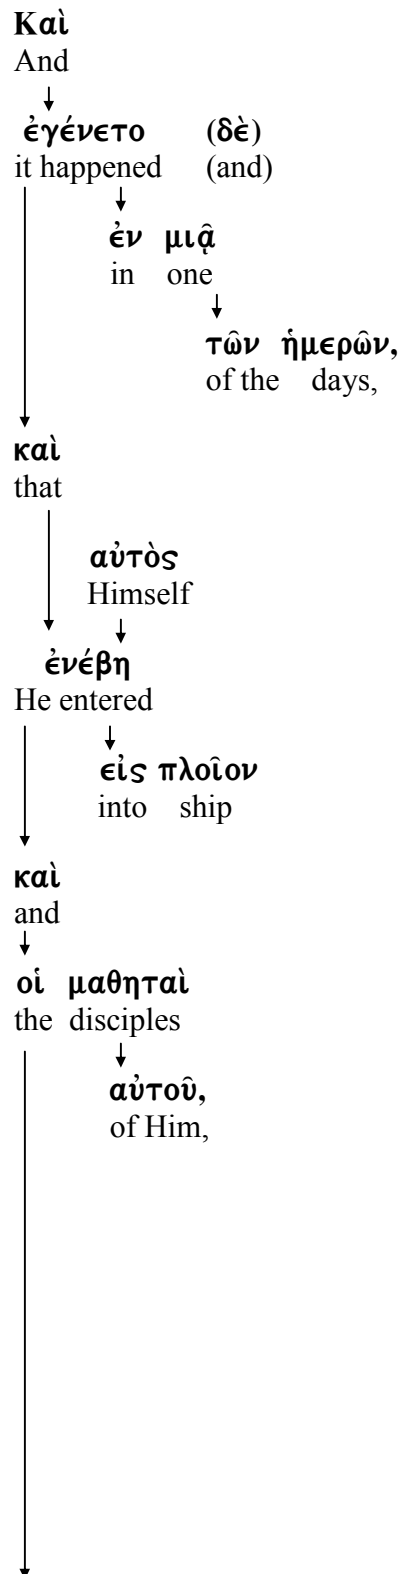 Καὶ
And
ἐγένετο (δὲ)
it happened (and)
ἐν μιᾷ
in one
τῶν ἡμερῶν,
of the days,
καὶ
that
αὐτὸς
Himself
ἐνέβη
He entered
εἰς πλοῖον
into ship
καὶ
and
οἱ μαθηταὶ
the disciples
αὐτοῦ,
of Him,